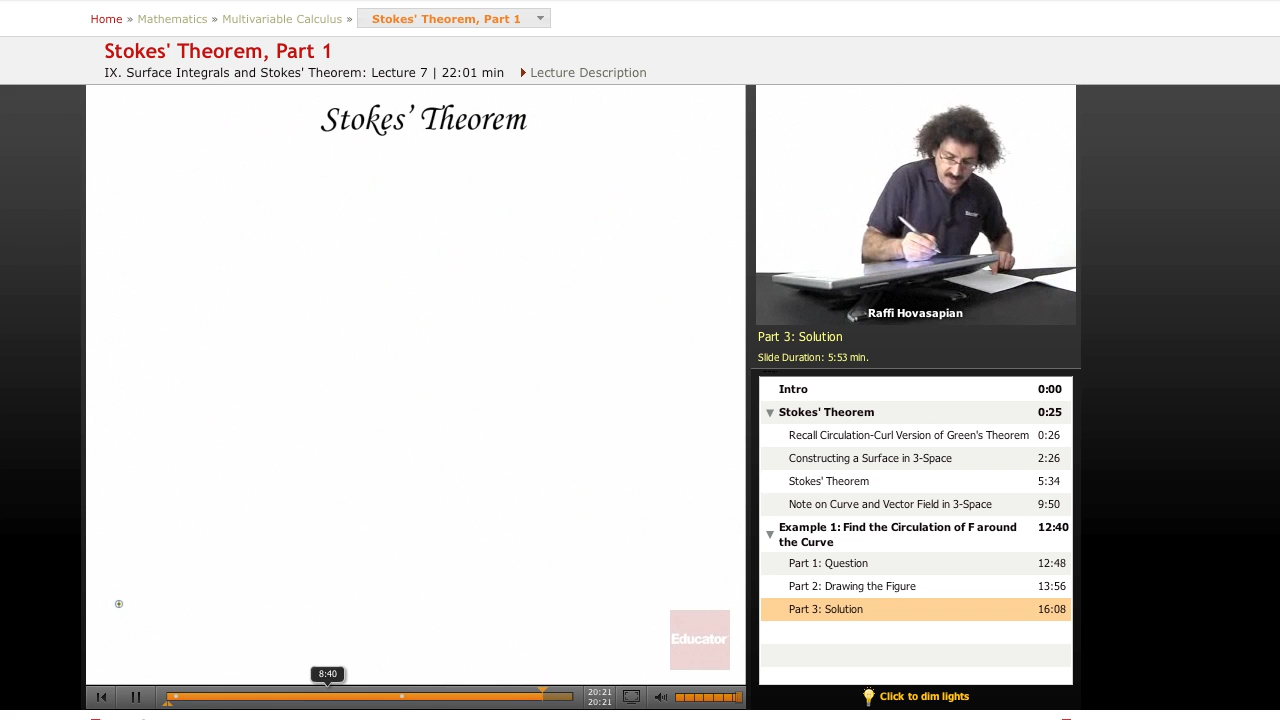 Home » Mathematics » Multivariable Calculus » Stokes' Theorem, Part 1
Stokes' Theorem, Part 1
IX. Surface Integrals and Stokes' Theorem: Lecture 7 | 22:01 min Lecture Description
Stokes' Theorem
Educator
8:40
20:21
20:21
Raffi Hovasapian
Part 3: Solution
Slide Duration: 5:53 min.
Intro 0:00
Stokes' Theorem 0:25
Recall Circulation-Curl Version of Green's Theorem 0:26
Constructing a Surface in 3-Space 2:26
Stokes' Theorem 5:34
Note on Curve and Vector Field in 3-Space 9:50
Example 1: Find the Circulation of F around 12:40
the Curve
Part 1: Question 12:48
Part 2: Drawing the Figure 13:56
Part 3: Solution 16:08
Click to dim lights